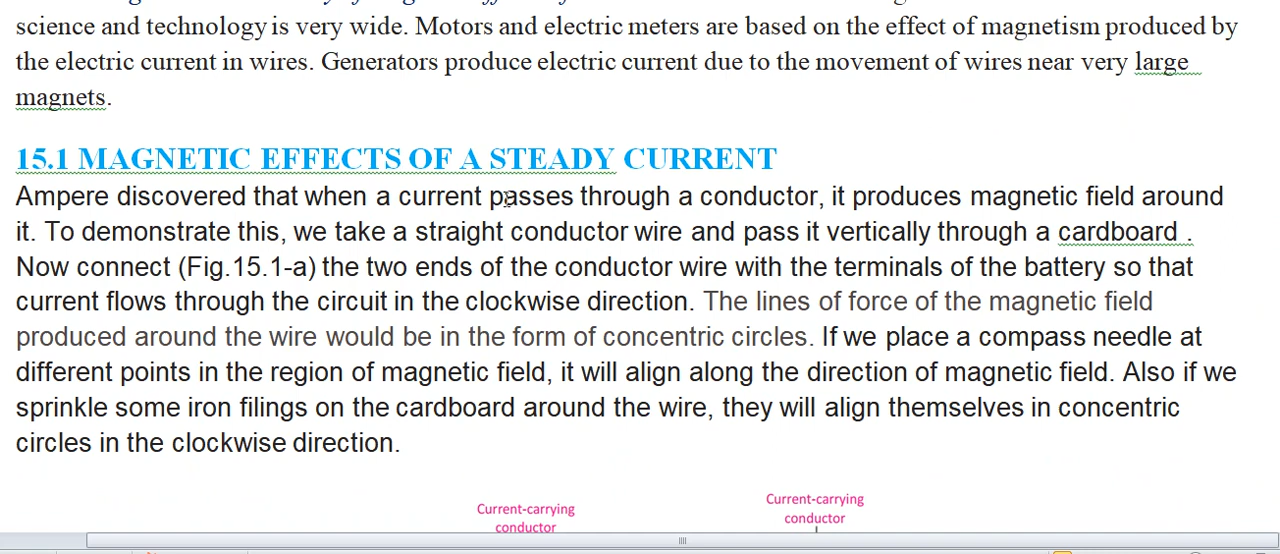 science and technology is very wide. Motors and electric meters are based on the effect of magnetism produced by
the electric current in wires. Generators produce electric current due to the movement of wires near very large
magnets.
15.1 MAGNETIC EFFECTS OF A STEADY CURRENT
Ampere discovered that when a current passes through a conductor, it produces magnetic field around
it. To demonstrate this, we take a straight conductor wire and pass it vertically through a cardboard .
Now connect (Fig.15.1-a) the two ends of the conductor wire with the terminals of the battery so that
current flows through the circuit in the clockwise direction. The lines of force of the magnetic field
produced around the wire would be in the form of concentric circles. If we place a compass needle at
different points in the region of magnetic field, it will align along the direction of magnetic field. Also if we
sprinkle some iron filings on the cardboard around the wire, they will align themselves in concentric
circles in the clockwise direction.
Current-carrying
conductor
Current-carrying
conductor